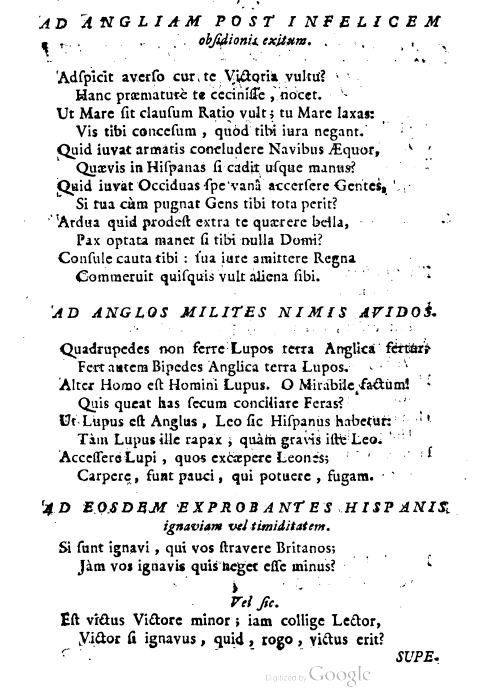 AD ANGLIAM POST INFELICEM
obſidionis exitum.
Adſpicit averſo cur te Victoria vultu?
Hanc præmature te ceciniſſe, nocet.
Ut Mare ſit clauſum Ratio vult; tu Mare laxas:
Vis tibi conceſum, quòd tibi iura negant.
Quid iuvat armatis concludere Navibus Æquor,
Quævis in Hiſpanas ſi cadit uſque manus?
Quid iuvat Occiduas ſpe vanâ accerſere Gentes,
Si tua càm pugnat Gens tibi tota perit?
Ardua quid prodeſt extra te quærere bella,
Pax optata manet ſi tibi nulla Domi?
Conſule cauta tibi: ſua iure amittere Regna
Commeruit quiſquis vult aliena ſibi.
AD ANGLOS MILITES NIMIS AVIDOS.
Quadrupedes non ferre Lupos terra Anglica fertur;
Fert autem Bipedes Anglica terra Lupos.
Alter Homo eſt Homini Lupus. O Mirabile factum!
Quis queat has ſecum conciliare Feras?
Ut Lupus eſt Anglus, Leo ſic Hiſpanus habetur:
Tàm Lupus ille rapax; quàm gravis iſte Leo.
Acceſſere Lupi, quos excæpere Leones;
Carpere, ſunt pauci, qui potuere, fugam.
AD EOSDEM EXPROBANTES HISPANIS
ignaviam vel timiditatem.
Si ſunt ignavi, qui vos ſtravere Britanos;
Jàm vos ignavis quis neget eſſe minus?
Vel ſic.
Eſt victus Victore minor; iam collige Lector,
Victor ſi ignavus, quid, rogo, victus erit?
SUPE-
Digitized by Google